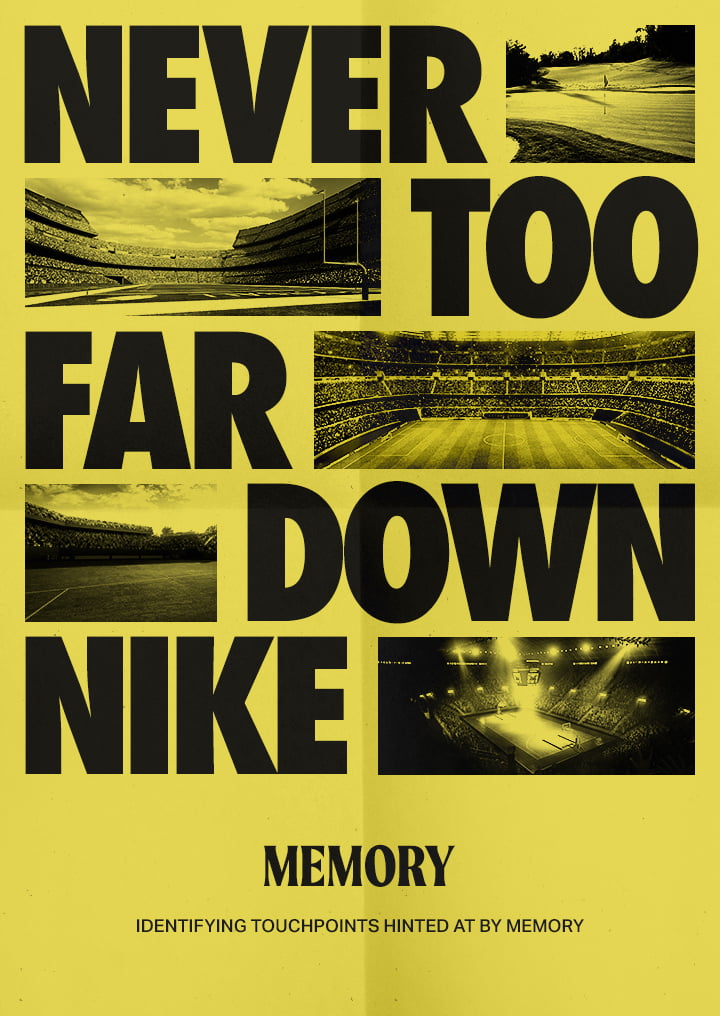 NEVER
TOO
FAR
DOWN
NIKE
MEMORY
IDENTIFYING TOUCHPOINTS HINTED AT BY MEMORY